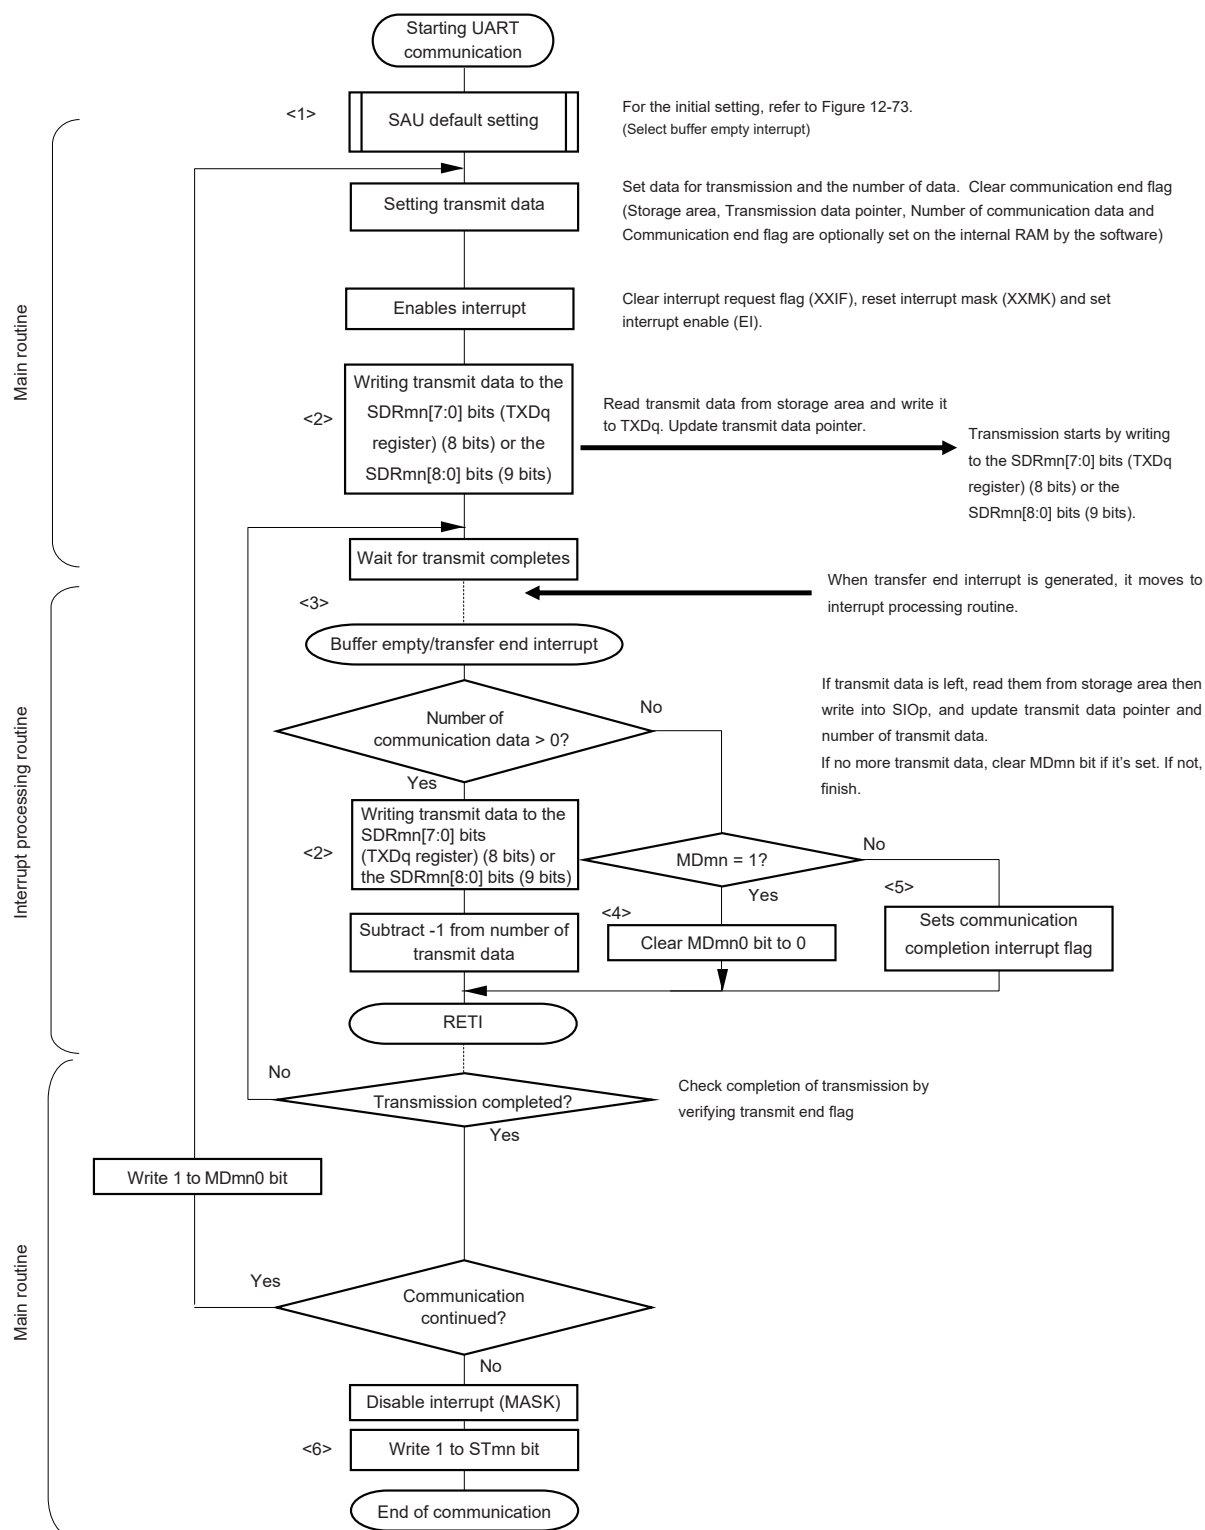 Starting UART
communication
<1>
SAU default setting
For the initial setting, refer to Figure 12-73.
(Select buffer empty interrupt)
Setting transmit data
Set data for transmission and the number of data.  Clear communication end flag
(Storage area, Transmission data pointer, Number of communication data and
Communication end flag are optionally set on the internal RAM by the software)
Main routine
Enables interrupt
Clear interrupt request flag (XXIF), reset interrupt mask (XXMK) and set
interrupt enable (EI).
<2>
Writing transmit data to the
SDRmn[7:0] bits (TXDq
register) (8 bits) or the
SDRmn[8:0] bits (9 bits)
Read transmit data from storage area and write it
to TXDq. Update transmit data pointer.
Transmission starts by writing
to the SDRmn[7:0] bits (TXDq
register) (8 bits) or the
SDRmn[8:0] bits (9 bits).
Wait for transmit completes
When transfer end interrupt is generated, it moves to
interrupt processing routine.
<3>
Buffer empty/transfer end interrupt
Interrupt processing routine
Number of
communication data > 0?
No
Yes
If transmit data is left, read them from storage area then
write into SIOp, and update transmit data pointer and
number of transmit data.
If no more transmit data, clear MDmn bit if it's set. If not,
finish.
<2>
Writing transmit data to the
SDRmn[7:0] bits
(TXDq register) (8 bits) or
the SDRmn[8:0] bits (9 bits)
MDmn = 1?
No
Yes
<4>
<5>
Subtract -1 from number of
transmit data
Clear MDmn0 bit to 0
Sets communication
completion interrupt flag
RETI
No
Transmission completed?
Yes
Check completion of transmission by
verifying transmit end flag
Write 1 to MDmn0 bit
Main routine
Yes
Communication
continued?
No
Disable interrupt (MASK)
<6>
Write 1 to STmn bit
End of communication